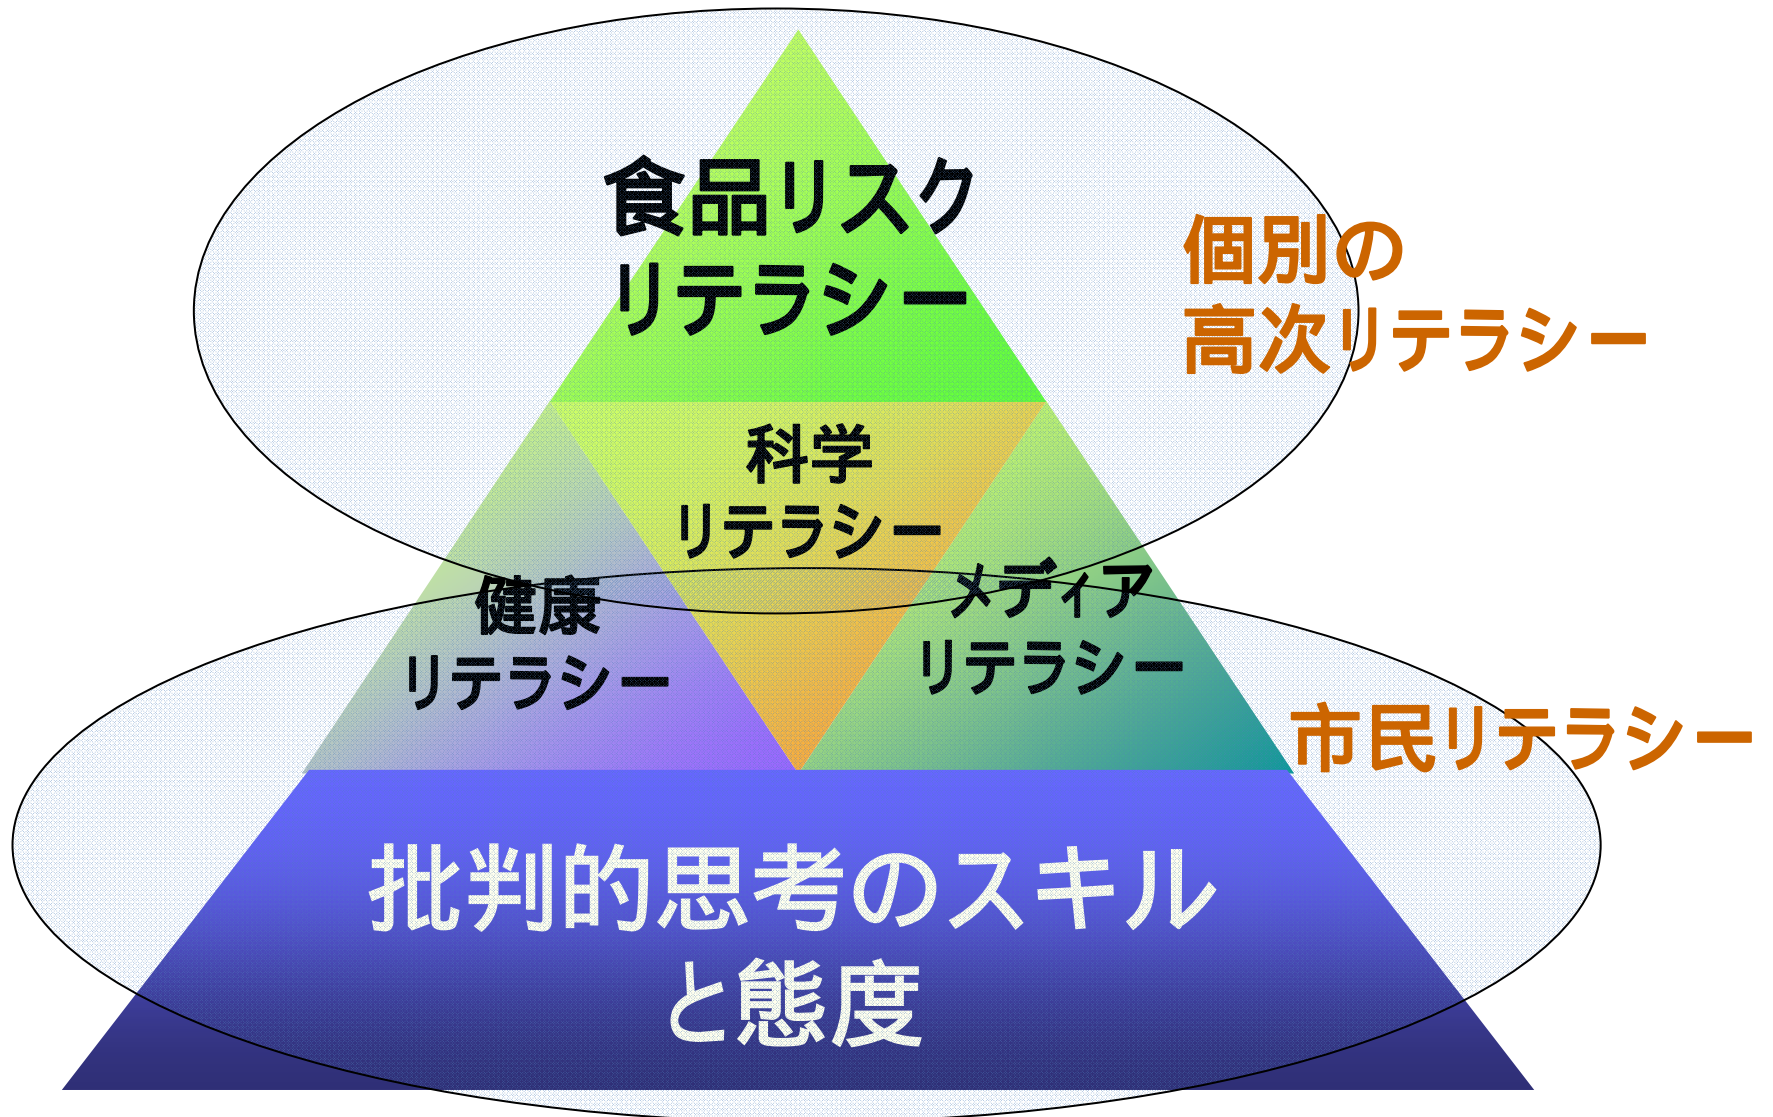 食品リスク
リテラシー
個別の
高次リテラシー
科学
リテラシー
健康
リテラシー
メディア
リテラシー
市民リテラシー
批判的思考のスキル
と態度